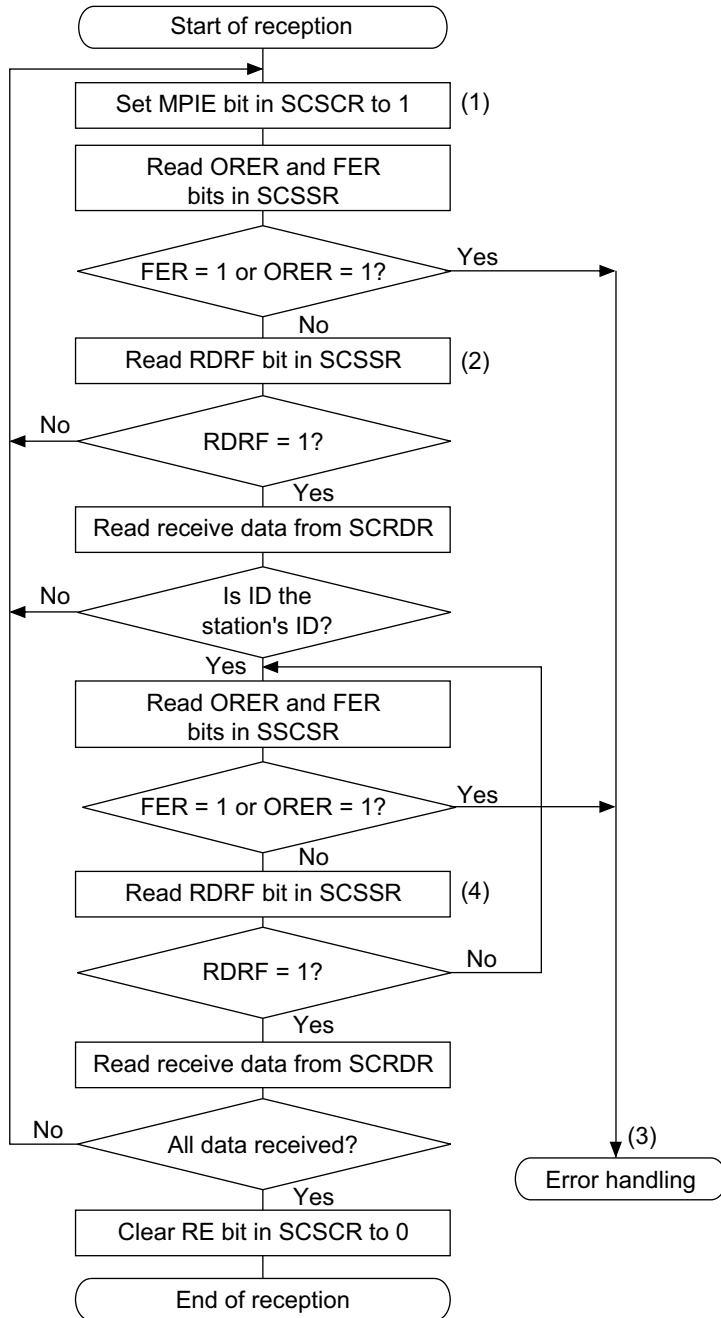 Start of reception
Set MPIE bit in SCSCR to 1
(1)
Read ORER and FER
bits in SCSSR
FER = 1 or ORER = 1?
Yes
No
Read RDRF bit in SCSSR
(2)
No
RDRF = 1?
Yes
Read receive data from SCRDR
No
Is ID the
station's ID?
Yes
Read ORER and FER
bits in SSCSR
FER = 1 or ORER = 1?
Yes
No
Read RDRF bit in SCSSR
(4)
RDRF = 1?
No
Yes
Read receive data from SCRDR
No
All data received?
(3)
Error handling
Yes
Clear RE bit in SCSCR to 0
End of reception